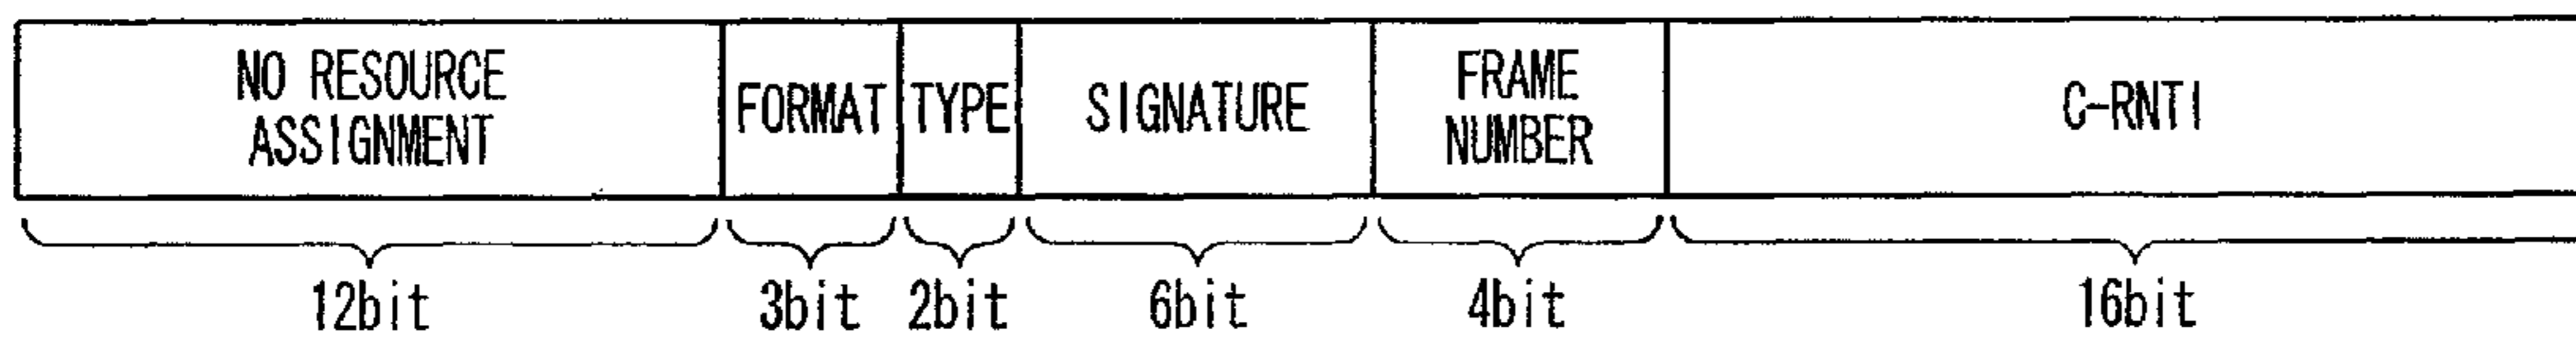 NO RESOURCE
ASSIGNMENT
FORMAT
TYPE
SIGNATURE
FRAME
NUMBER
C-RNTI
12bit
3bit
2bit
6bit
4bit
16bit